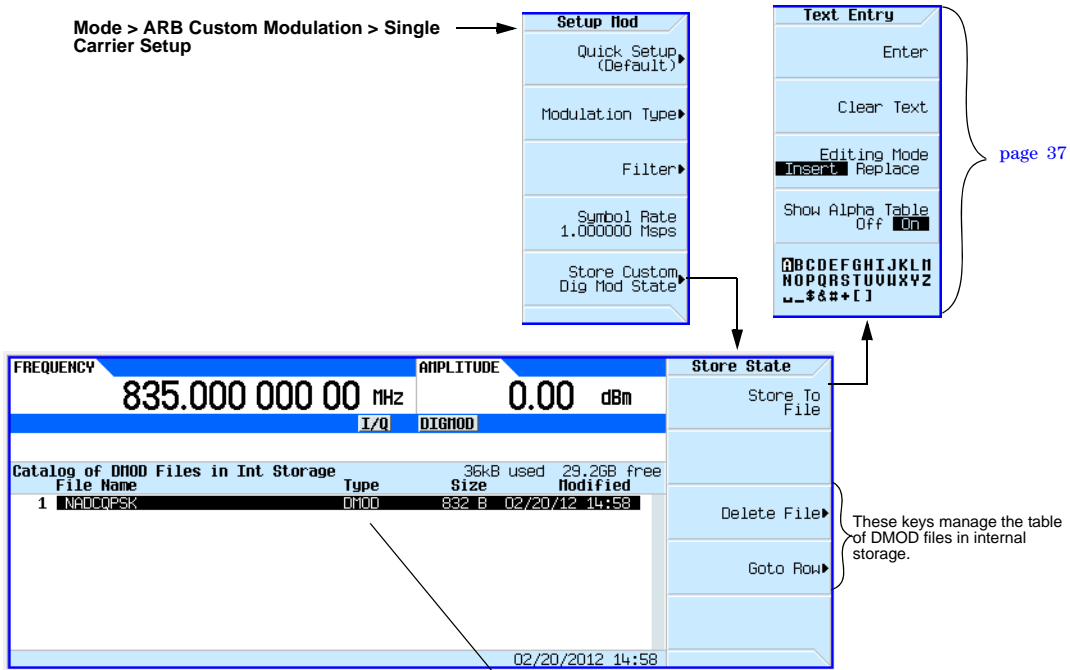 Mode > ARB Custom Modulation > Single
Carrier Setup
Setup Mod
Quick Setup
(Default)
Modulation Type
Filter
Symbol Rate
1.000000 Msps
Store Custom
Dig Mod State
Text Entry
Enter
Clear Text
Editing Mode
Insert Replace
Show Alpha Table
Off On
ABCDEFGHIJKLM
NOPQRSTUVWXYZ
␣_$&#+[]
page 37
FREQUENCY
835.000 000 00 MHz
AMPLITUDE
0.00 dBm
I/Q DIGMOD
Catalog of DMOD Files in Int Storage 36kB used 29.2GB free
File Name Type Size Modified
1 NADCQPSK DMOD 832 B 02/20/12 14:58
02/20/2012 14:58
Store State
Store To
File
Delete File
Goto Row
These keys manage the table
of DMOD files in internal
storage.